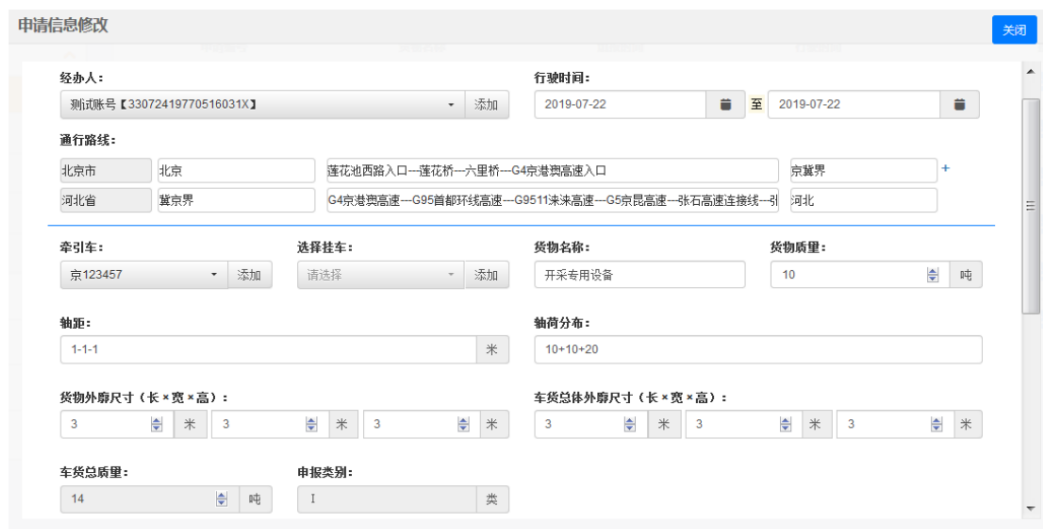 申请信息修改 关闭
经办人： 行驶时间：
测试账号【33072419770516031X】 添加 2019-07-22 至 2019-07-22
通行路线：
北京市 北京 莲花池西路入口---莲花桥---六里桥---G4京港澳高速入口 京冀界 +
河北省 冀京界 G4京港澳高速---G95首都环线高速---G9511涞涞高速---G5京昆高速---张石高速连接线---张 河北
牵引车： 选择挂车： 货物名称： 货物质量：
京123457 添加 请选择 添加 开采专用设备 10 吨
轴距： 轴荷分布：
1-1-1 米 10+10+20
货物外廓尺寸（长×宽×高）： 车货总体外廓尺寸（长×宽×高）：
3 米 3 米 3 米 3 米 3 米 3 米
车货总质量： 申报类别：
14 吨 I 类